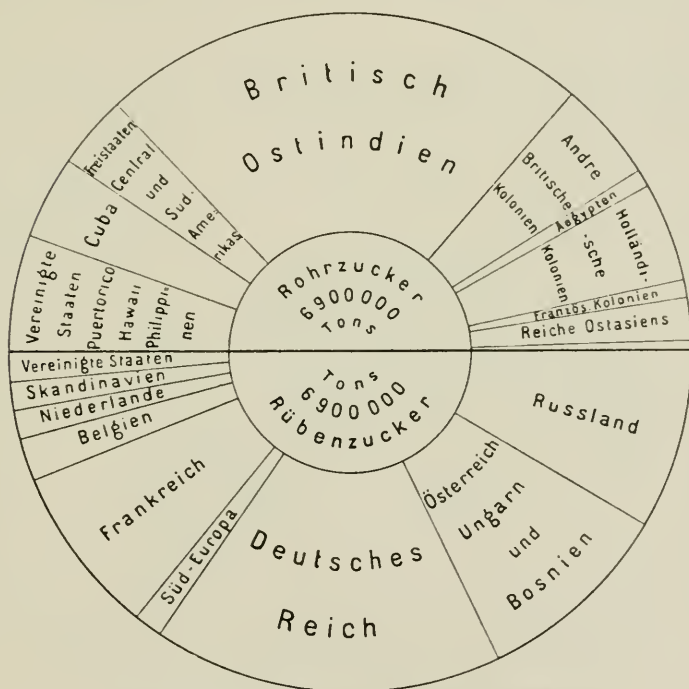 Britisch
Ostindien
Freistaaten
Central
und
Süd-
Ame-
rikas
Cuba
Vereinigte
Staaten
Puertorico
Hawaii
Philippi-
nen
Andre
Britische
Kolonien
Aegypten
Holländi-
-sche
Kolonien
Französ. Kolonien
Reiche Ostasiens
Rohrzucker
6900000
Tons
Tons
6900000
Rübenzucker
Vereinigte Staaten
Skandinavien
Niederlande
Belgien
Frankreich
Süd-Europa
Deutsches
Reich
Österreich
Ungarn
und
Bosnien
Russland